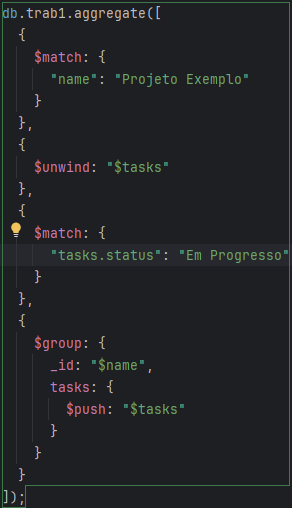 db.trab1.aggregate([
  {
    $match: {
      "name": "Projeto Exemplo"
    }
  },
  {
    $unwind: "$tasks"
  },
  {
    $match: {
      "tasks.status": "Em Progresso"
    }
  },
  {
    $group: {
      _id: "$name",
      tasks: {
        $push: "$tasks"
      }
    }
  }
]);